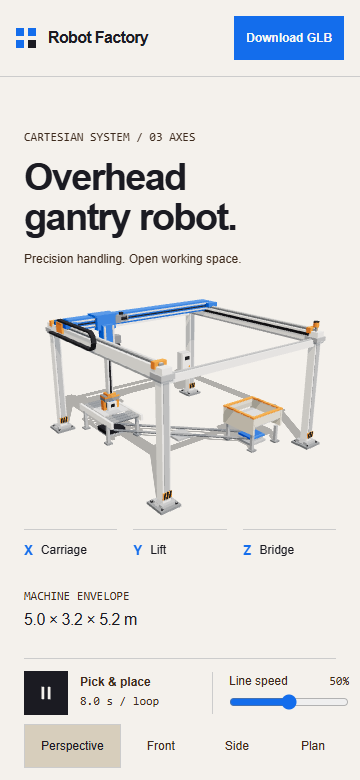 Robot Factory
Download GLB
CARTESIAN SYSTEM / 03 AXES
Overhead
gantry robot.
Precision handling. Open working space.
X Carriage
Y Lift
Z Bridge
MACHINE ENVELOPE
5.0 × 3.2 × 5.2 m
Pick & place
8.0 s / loop
Line speed 50%
Perspective
Front
Side
Plan